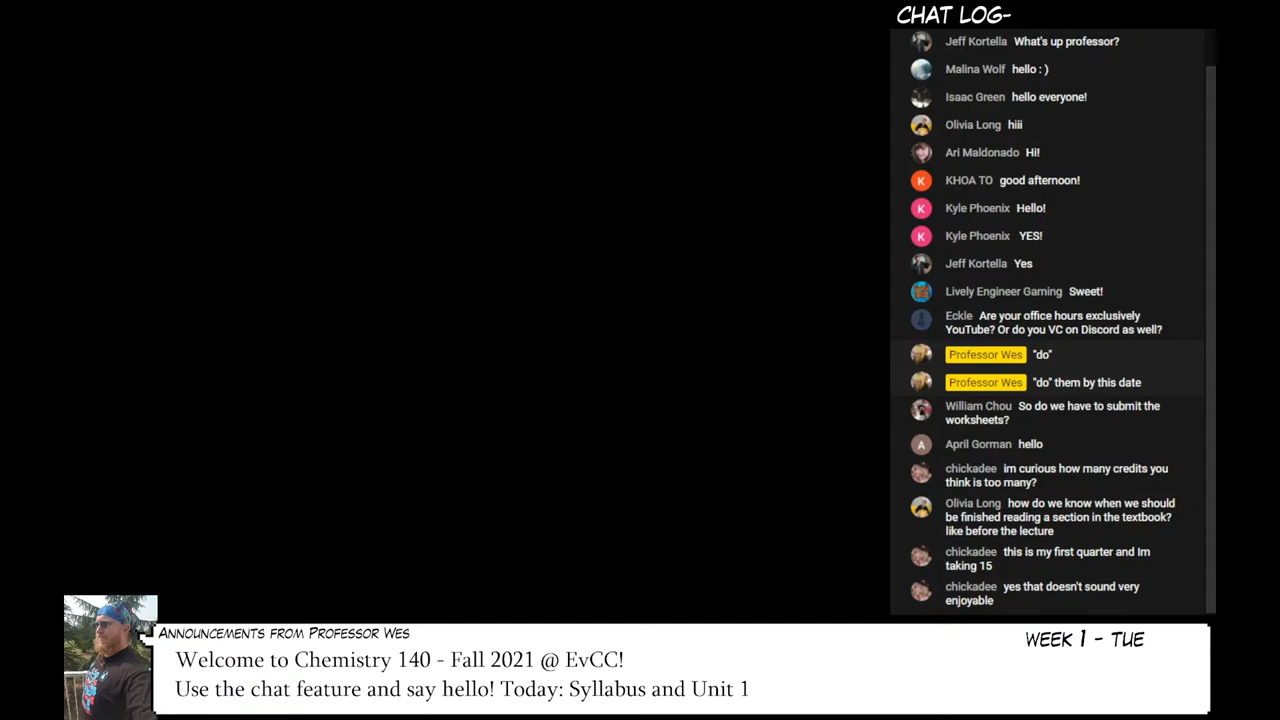 CHAT LOG-
Jeff Kortella What's up professor?
Malina Wolf hello : )
Isaac Green hello everyone!
Olivia Long hiii
Ari Maldonado Hi!
K KHOA TO good afternoon!
K Kyle Phoenix Hello!
K Kyle Phoenix YES!
Jeff Kortella Yes
Lively Engineer Gaming Sweet!
Eckle Are your office hours exclusively
YouTube? Or do you VC on Discord as well?
Professor Wes "do"
Professor Wes "do" them by this date
William Chou So do we have to submit the
worksheets?
A April Gorman hello
chickadee im curious how many credits you
think is too many?
Olivia Long how do we know when we should
be finished reading a section in the textbook?
like before the lecture
chickadee this is my first quarter and Im
taking 15
chickadee yes that doesn't sound very
enjoyable
ANNOUNCEMENTS FROM PROFESSOR WES
WEEK 1 - TUE
Welcome to Chemistry 140 - Fall 2021 @ EvCC!
Use the chat feature and say hello! Today: Syllabus and Unit 1